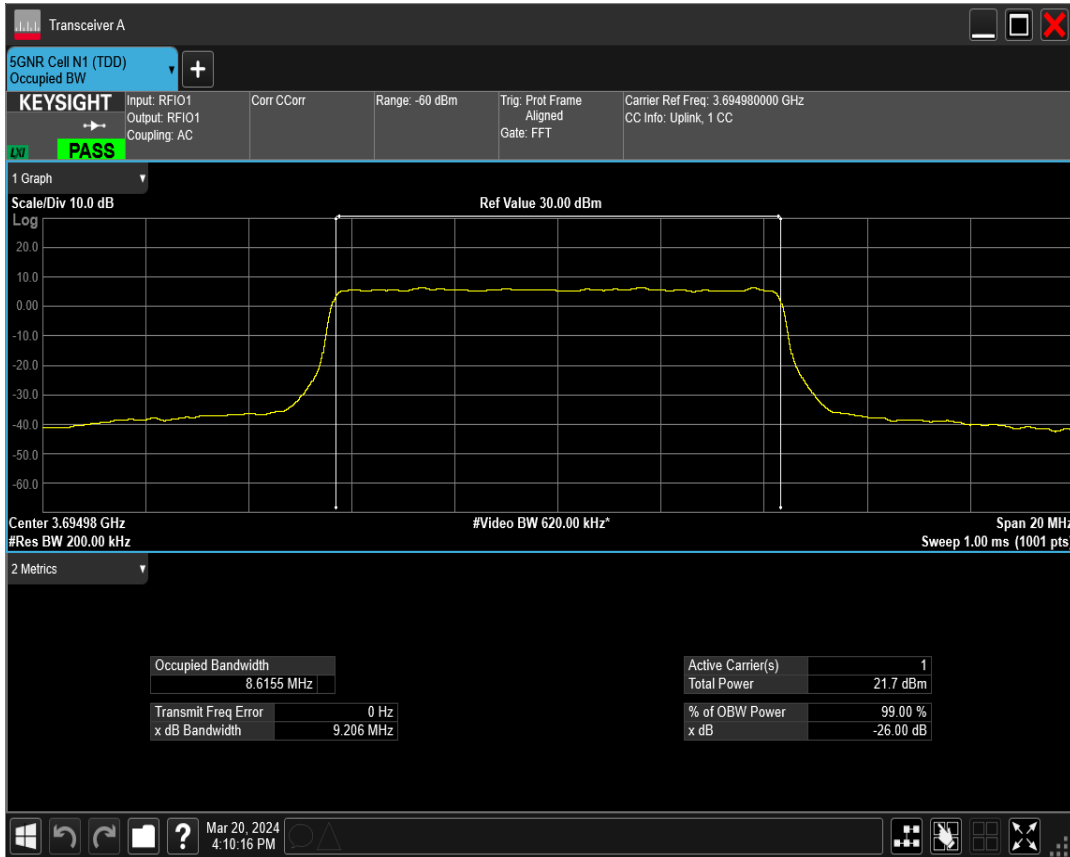 Transceiver A
5GNR Cell N1 (TDD)
Occupied BW
+
KEYSIGHT
LXI
PASS
Input: RFIO1
Output: RFIO1
Coupling: AC
Corr CCorr
Range: -60 dBm
Trig: Prot Frame
Aligned
Gate: FFT
Carrier Ref Freq: 3.694980000 GHz
CC Info: Uplink, 1 CC
1 Graph
Scale/Div 10.0 dB
Ref Value 30.00 dBm
Log
20.0
10.0
0.00
-10.0
-20.0
-30.0
-40.0
-50.0
-60.0
Center 3.69498 GHz
#Video BW 620.00 kHz*
Span 20 MHz
#Res BW 200.00 kHz
Sweep 1.00 ms (1001 pts)
2 Metrics
Occupied Bandwidth
8.6155 MHz
Transmit Freq Error 0 Hz
x dB Bandwidth 9.206 MHz
Active Carrier(s) 1
Total Power 21.7 dBm
% of OBW Power 99.00 %
x dB -26.00 dB
?
Mar 20, 2024
4:10:16 PM